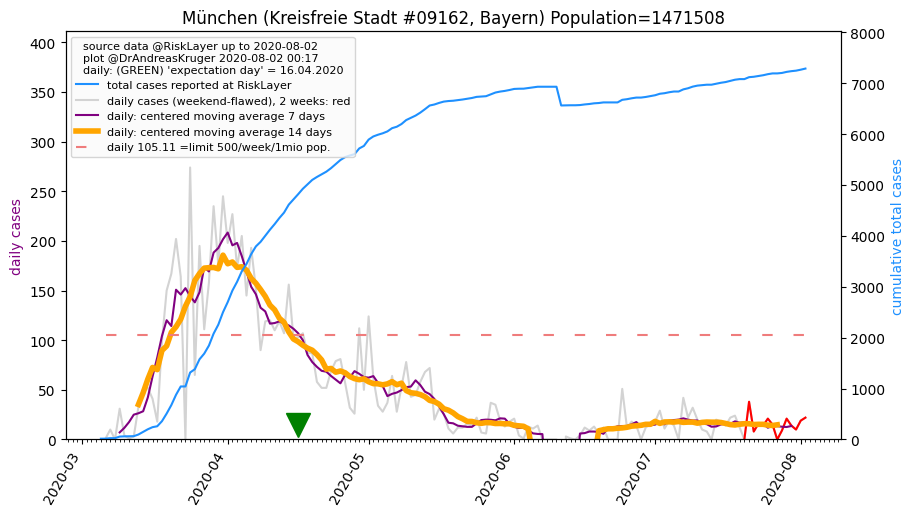 München (Kreisfreie Stadt #09162, Bayern) Population=1471508
source data @RiskLayer up to 2020-08-02
plot @DrAndreasKruger 2020-08-02 00:17
daily: (GREEN) 'expectation day' = 16.04.2020
total cases reported at RiskLayer
daily cases (weekend-flawed), 2 weeks: red
daily: centered moving average 7 days
daily: centered moving average 14 days
daily 105.11 =limit 500/week/1mio pop.
daily cases
400
350
300
250
200
150
100
50
0
cumulative total cases
8000
7000
6000
5000
4000
3000
2000
1000
0
2020-03
2020-04
2020-05
2020-06
2020-07
2020-08